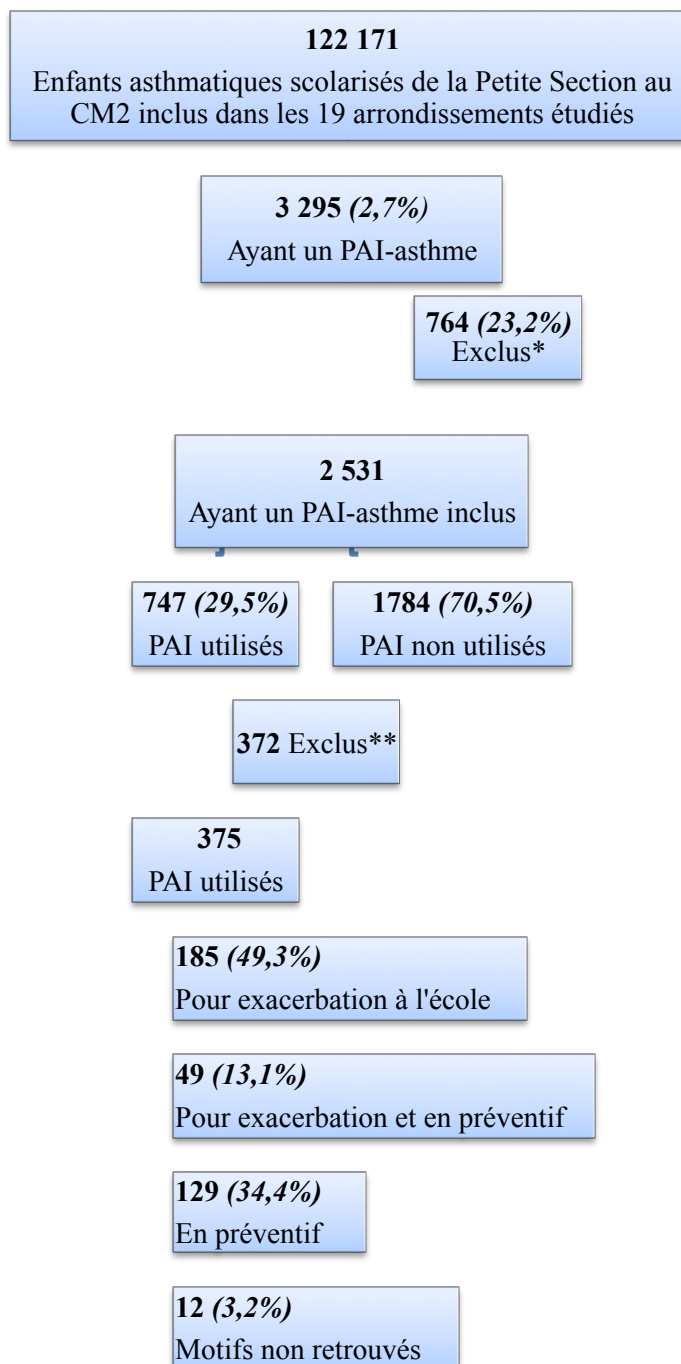 122 171
Enfants asthmatiques scolarisés de la Petite Section au
CM2 inclus dans les 19 arrondissements étudiés
3 295 (2,7%)
Ayant un PAI-asthme
764 (23,2%)
Exclus*
2 531
Ayant un PAI-asthme inclus
747 (29,5%)
PAI utilisés
1784 (70,5%)
PAI non utilisés
372 Exclus**
375
PAI utilisés
185 (49,3%)
Pour exacerbation à l'école
49 (13,1%)
Pour exacerbation et en préventif
129 (34,4%)
En préventif
12 (3,2%)
Motifs non retrouvés